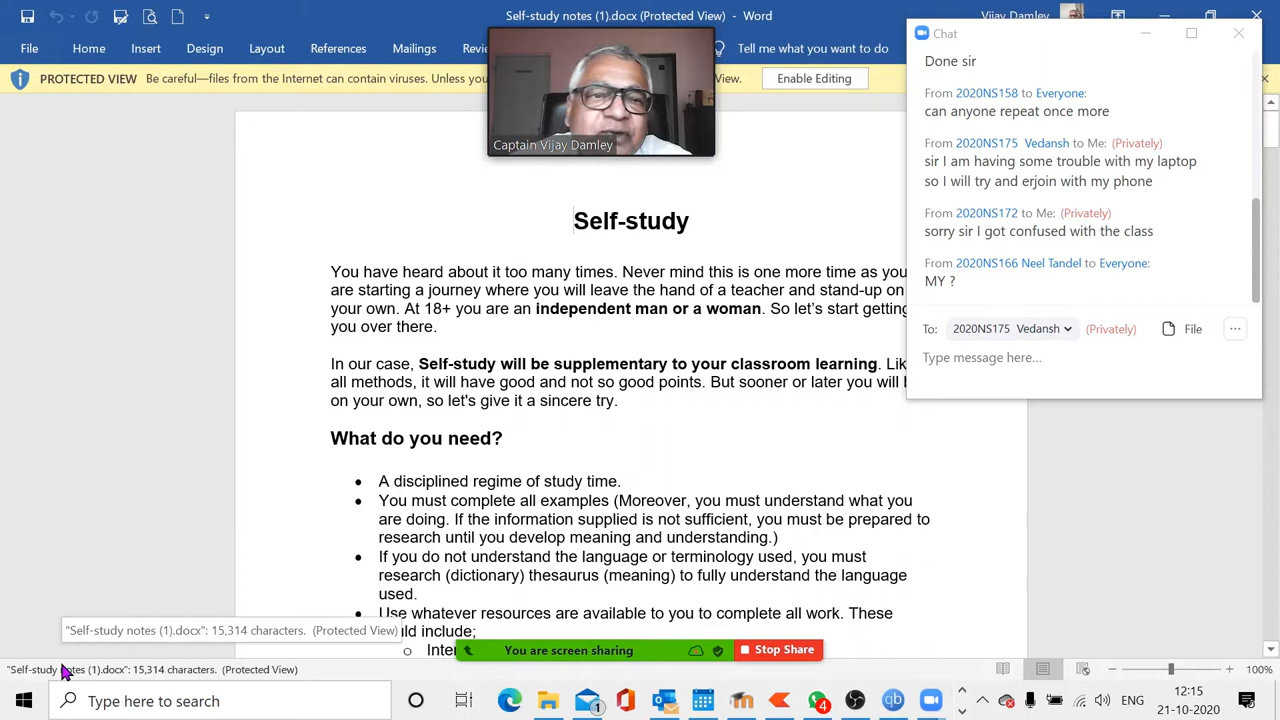 Self-study notes (1).docx (Protected View)
File Home Insert Design Layout References Mailings
Tell me what you want to do
PROTECTED VIEW Be careful—files from the Internet can contain viruses. Unless you
View.
Enable Editing
Captain Vijay Damley
Self-study
You have heard about it too many times. Never mind this is one more time as you
are starting a journey where you will leave the hand of a teacher and stand-up on
your own. At 18+ you are an independent man or a woman. So let's start getting
you over there.
In our case, Self-study will be supplementary to your classroom learning. Lik
all methods, it will have good and not so good points. But sooner or later you will b
on your own, so let's give it a sincere try.
What do you need?
• A disciplined regime of study time.
• You must complete all examples (Moreover, you must understand what you
are doing. If the information supplied is not sufficient, you must be prepared to
research until you develop meaning and understanding.)
• If you do not understand the language or terminology used, you must
research (dictionary) thesaurus (meaning) to fully understand the language
used.
• Use whatever resources are available to you to complete all work. These
uld include;
o Inter
Chat
Done sir
From 2020NS158 to Everyone:
can anyone repeat once more
From 2020NS175 Vedansh to Me: (Privately)
sir I am having some trouble with my laptop
so I will try and erjoin with my phone
From 2020NS172 to Me: (Privately)
sorry sir I got confused with the class
From 2020NS166 Neel Tandel to Everyone:
MY ?
To: 2020NS175 Vedansh (Privately) File
Type message here...
"Self-study notes (1).docx": 15,314 characters. (Protected View)
You are screen sharing
Stop Share
"Self-study notes (1).docx": 15,314 characters. (Protected View)
100%
Type here to search
1
4
qb
ENG
12:15
21-10-2020